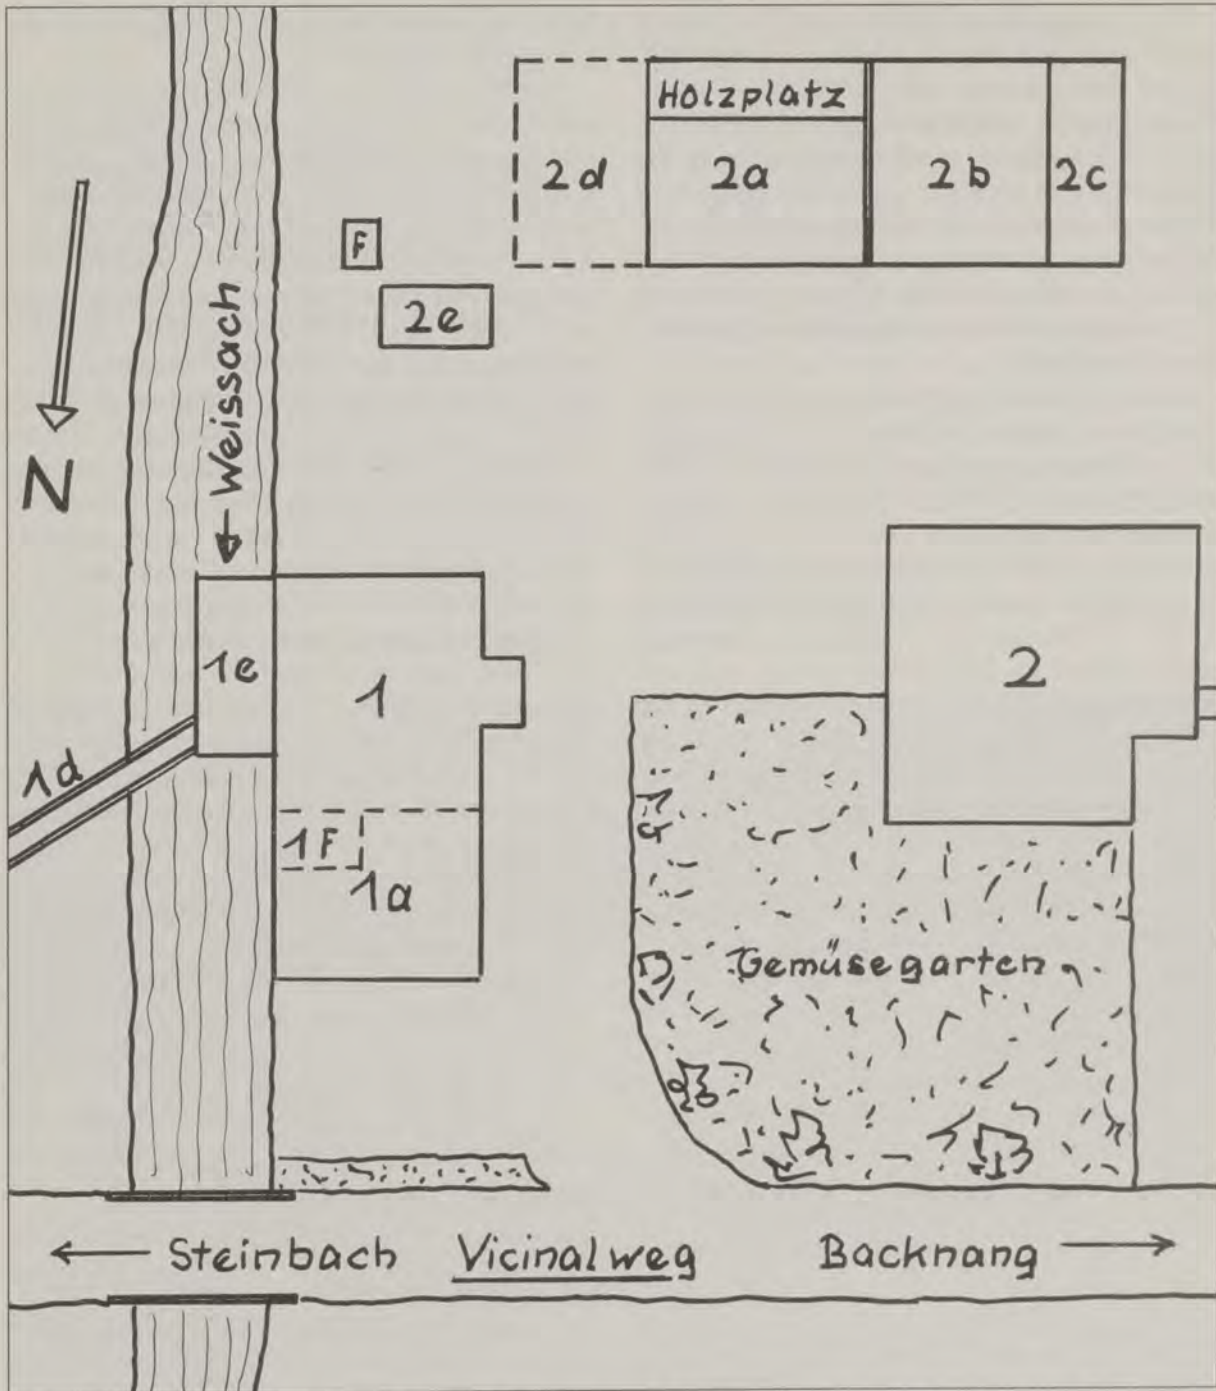 Holzplatz
2d
2a
2b
2c
F
2e
Weissach
N
1e
1
2
1d
1F
1a
Gemüsegarten
Steinbach
Vicinalweg
Backnang